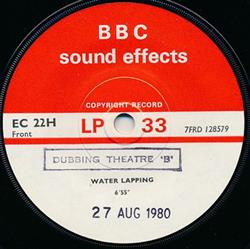 BBC
sound effects
COPYRIGHT RECORD
EC 22H LP 33 7FRD 128579
Front
DUBBING THEATRE 'B'
WATER LAPPING
6'55"
27 AUG 1980